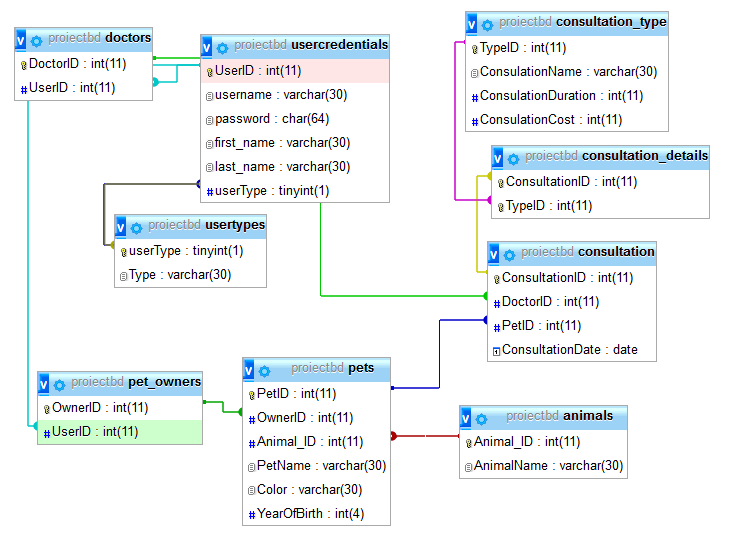 proiectbd doctors
DoctorID : int(11)
UserID : int(11)
proiectbd usercredentials
UserID : int(11)
username : varchar(30)
password : char(64)
first_name : varchar(30)
last_name : varchar(30)
userType : tinyint(1)
proiectbd consultation_type
TypeID : int(11)
ConsulationName : varchar(30)
ConsulationDuration : int(11)
ConsulationCost : int(11)
proiectbd consultation_details
ConsultationID : int(11)
TypeID : int(11)
proiectbd usertypes
userType : tinyint(1)
Type : varchar(30)
proiectbd consultation
ConsultationID : int(11)
DoctorID : int(11)
PetID : int(11)
ConsultationDate : date
proiectbd pet_owners
OwnerID : int(11)
UserID : int(11)
proiectbd pets
PetID : int(11)
OwnerID : int(11)
Animal_ID : int(11)
PetName : varchar(30)
Color : varchar(30)
YearOfBirth : int(4)
proiectbd animals
Animal_ID : int(11)
AnimalName : varchar(30)